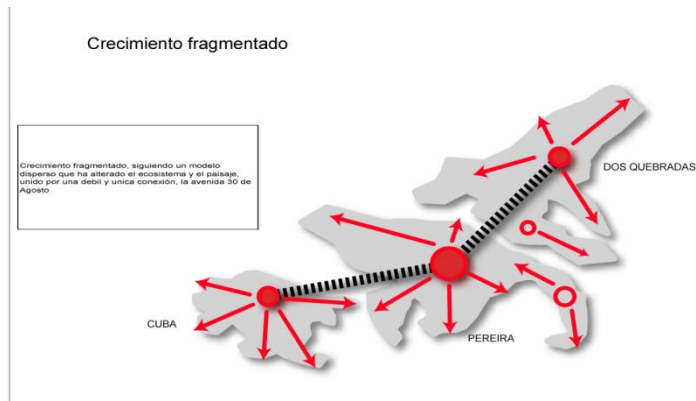 Crecimiento fragmentado
Crecimiento fragmentado, siguiendo un modelo
disperso que ha alterado el ecosistema y el paisaje,
unido por una debil y unica conexión, la avenida 30 de
Agosto
DOS QUEBRADAS
CUBA
PEREIRA